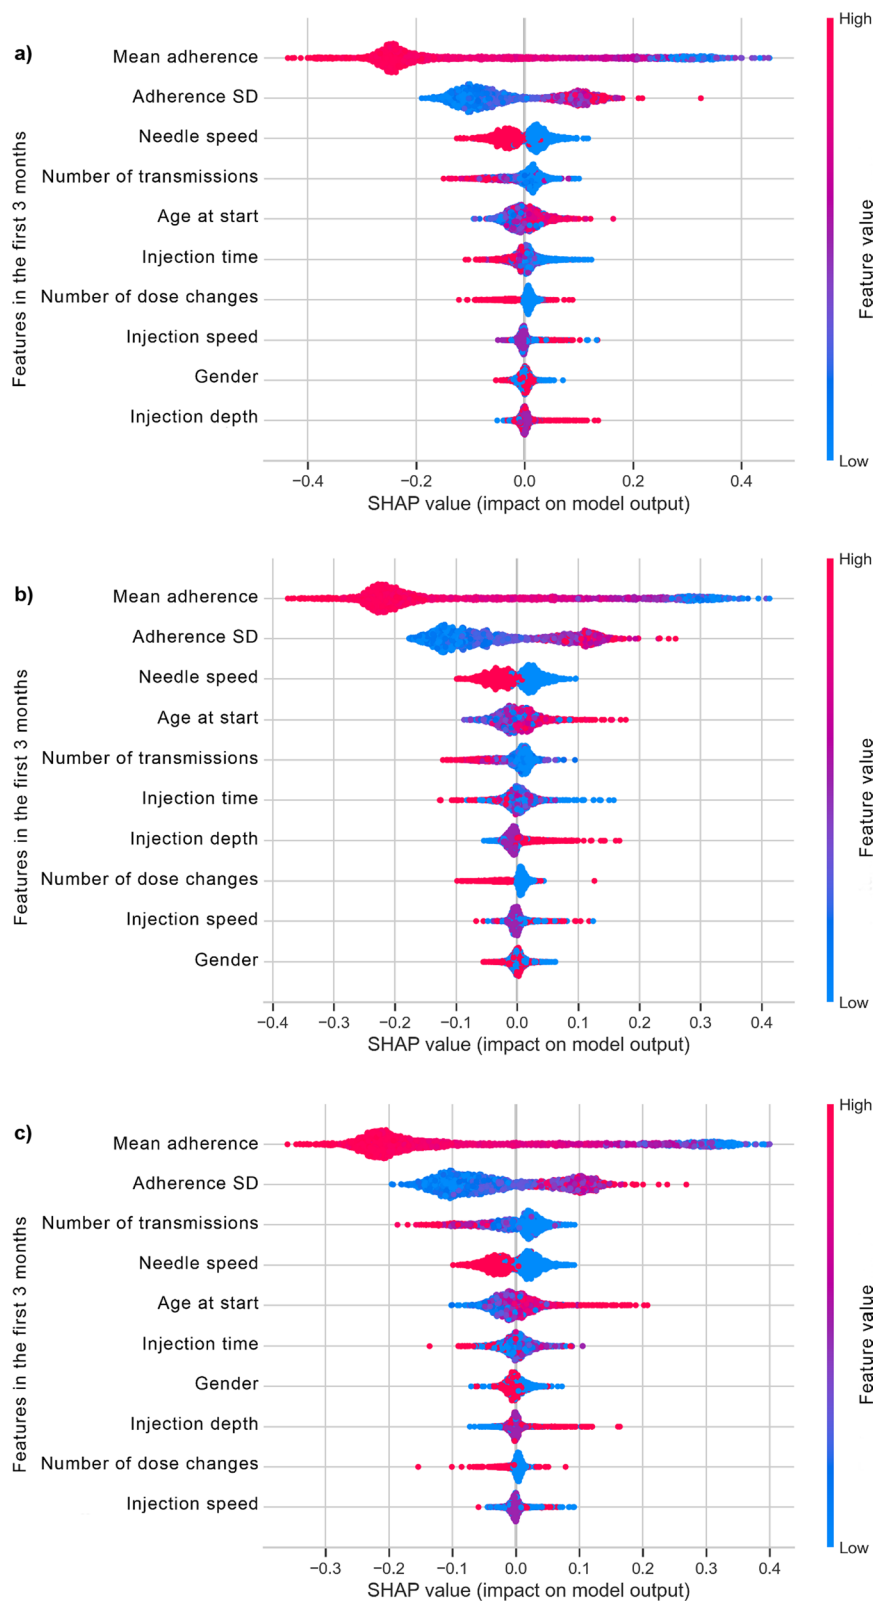 a)
Features in the first 3 months
Mean adherence
Adherence SD
Needle speed
Number of transmissions
Age at start
Injection time
Number of dose changes
Injection speed
Gender
Injection depth
−0.4 −0.2 0.0 0.2 0.4
SHAP value (impact on model output)
High
Feature value
Low
b)
Features in the first 3 months
Mean adherence
Adherence SD
Needle speed
Age at start
Number of transmissions
Injection time
Injection depth
Number of dose changes
Injection speed
Gender
−0.4 −0.3 −0.2 −0.1 0.0 0.1 0.2 0.3 0.4
SHAP value (impact on model output)
High
Feature value
Low
c)
Features in the first 3 months
Mean adherence
Adherence SD
Number of transmissions
Needle speed
Age at start
Injection time
Gender
Injection depth
Number of dose changes
Injection speed
−0.3 −0.2 −0.1 0.0 0.1 0.2 0.3 0.4
SHAP value (impact on model output)
High
Feature value
Low